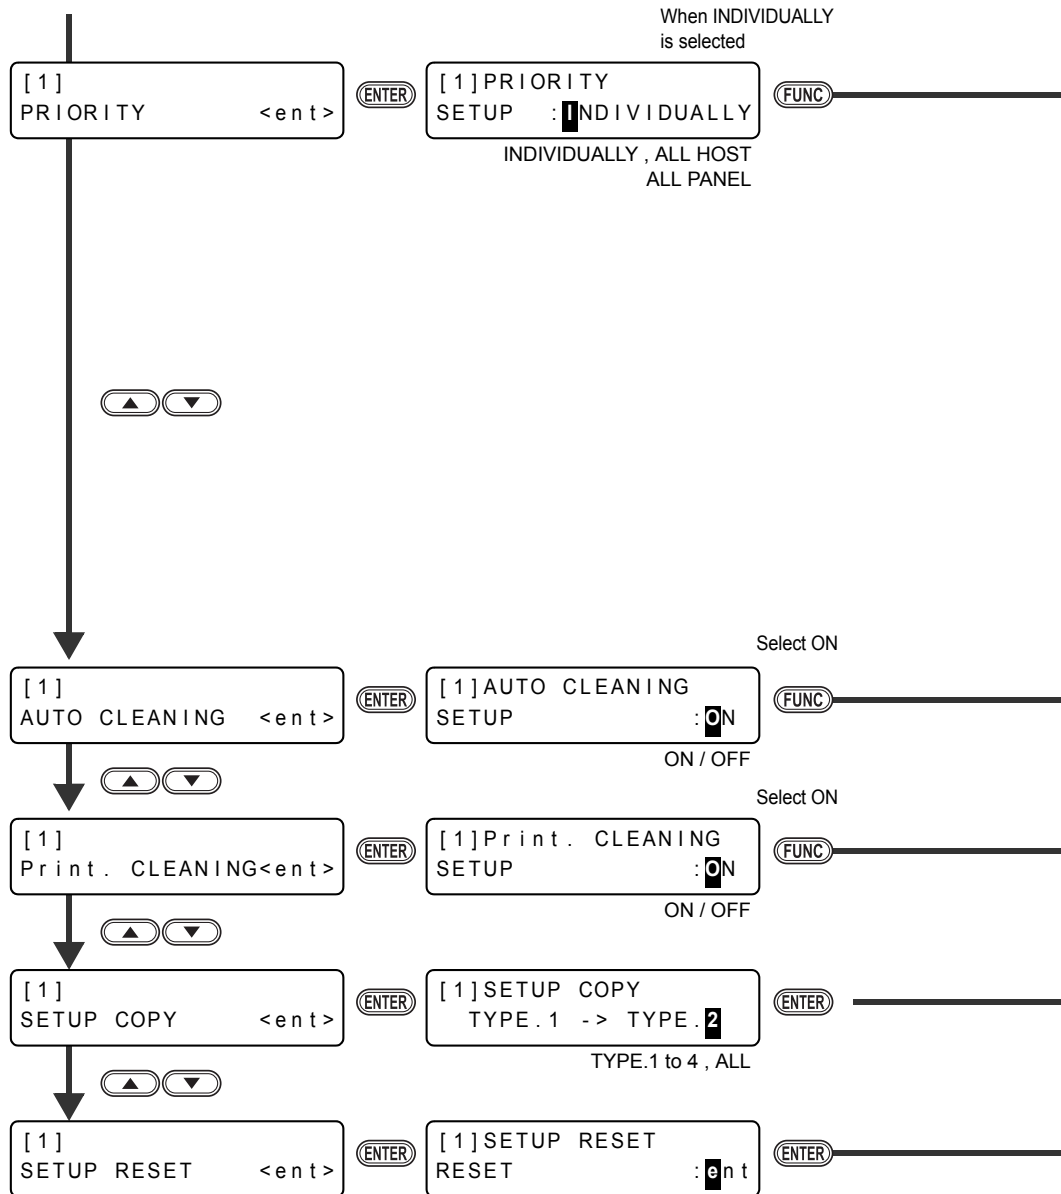 When INDIVIDUALLY
is selected
[1]
PRIORITY <ent>
ENTER
[1]PRIORITY
SETUP :INDIVIDUALLY
FUNC
INDIVIDUALLY , ALL HOST
ALL PANEL
Select ON
[1]
AUTO CLEANING <ent>
ENTER
[1]AUTO CLEANING
SETUP :ON
FUNC
ON / OFF
Select ON
[1]
Print. CLEANING<ent>
ENTER
[1]Print. CLEANING
SETUP :ON
FUNC
ON / OFF
[1]
SETUP COPY <ent>
ENTER
[1]SETUP COPY
TYPE.1 -> TYPE.2
ENTER
TYPE.1 to 4 , ALL
[1]
SETUP RESET <ent>
ENTER
[1]SETUP RESET
RESET :ent
ENTER